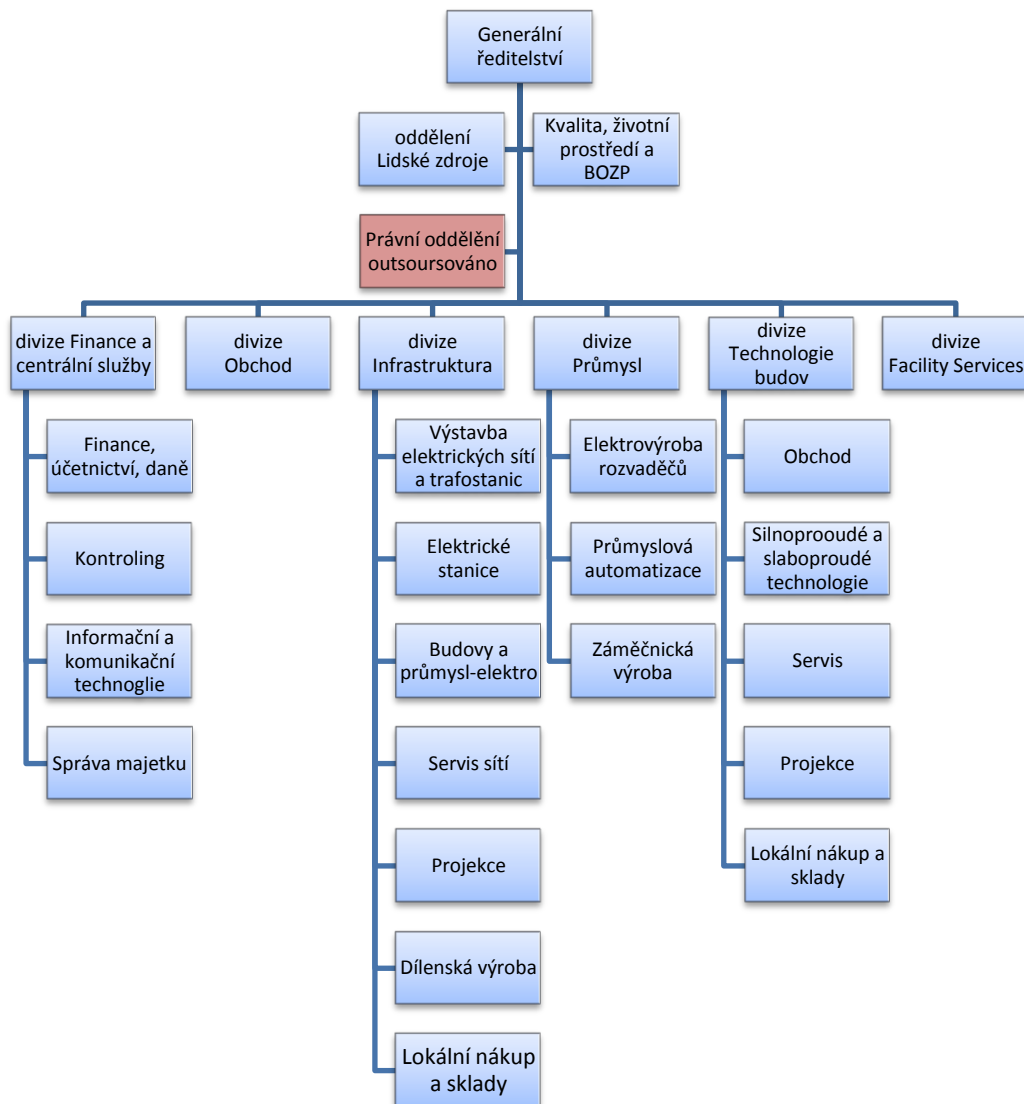 Generální
ředitelství
oddělení
Lidské zdroje
Kvalita, životní
prostředí a
BOZP
Právní oddělění
outsoursováno
divize Finance a
centrální služby
divize
Obchod
divize
Infrastruktura
divize
Průmysl
divize
Technologie
budov
divize
Facility Services
Finance,
účetnictví, daně
Kontroling
Informační a
komunikační
technoglie
Správa majetku
Výstavba
elektrických sítí
a trafostanic
Elektrické
stanice
Budovy a
průmysl-elektro
Servis sítí
Projekce
Dílenská výroba
Lokální nákup
a sklady
Elektrovýroba
rozvaděčů
Průmyslová
automatizace
Záměčnická
výroba
Obchod
Silnoprooudé a
slaboproudé
technologie
Servis
Projekce
Lokální nákup a
sklady